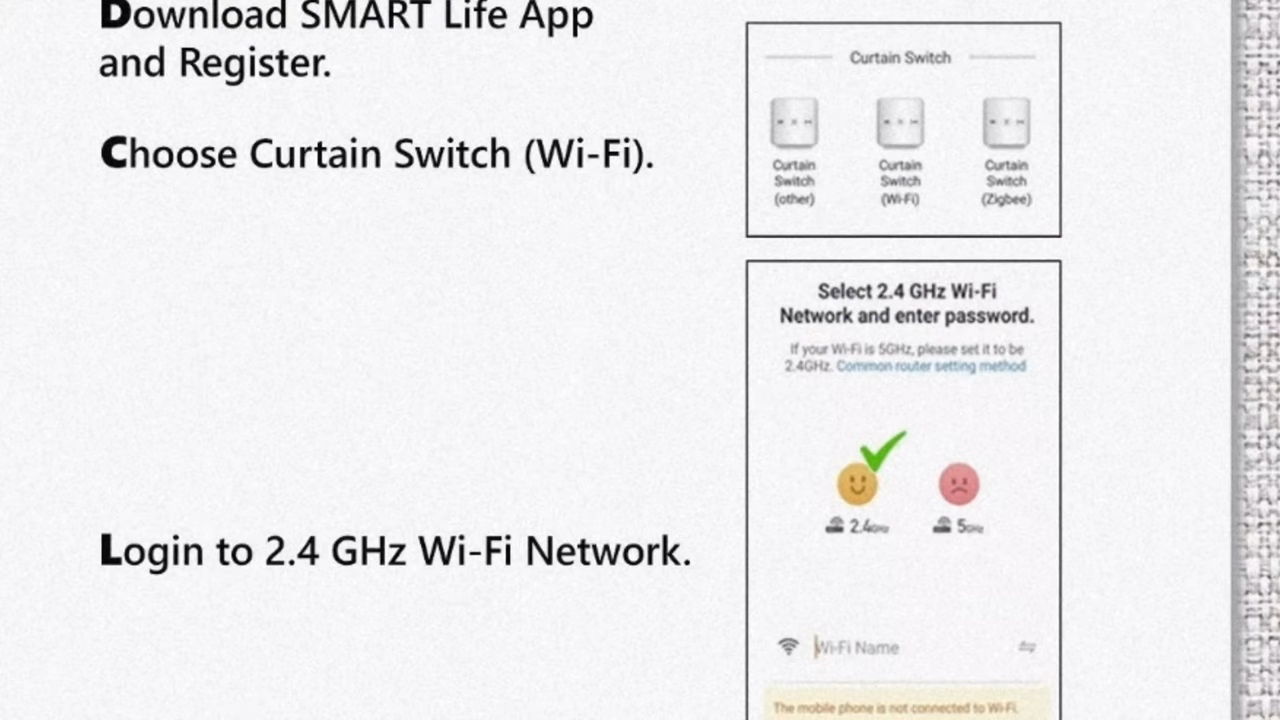 Download SMART Life App
and Register.
Choose Curtain Switch (Wi-Fi).
Curtain Switch
Curtain
Switch
(other)
Curtain
Switch
(Wi-Fi)
Curtain
Switch
(Zigbee)
Select 2.4 GHz Wi-Fi
Network and enter password.
If your Wi-Fi is 5GHz, please set it to be
2.4GHz. Common router setting method
2.4GHz
5GHz
Login to 2.4 GHz Wi-Fi Network.
Wi-Fi Name
The mobile phone is not connected to Wi-Fi.